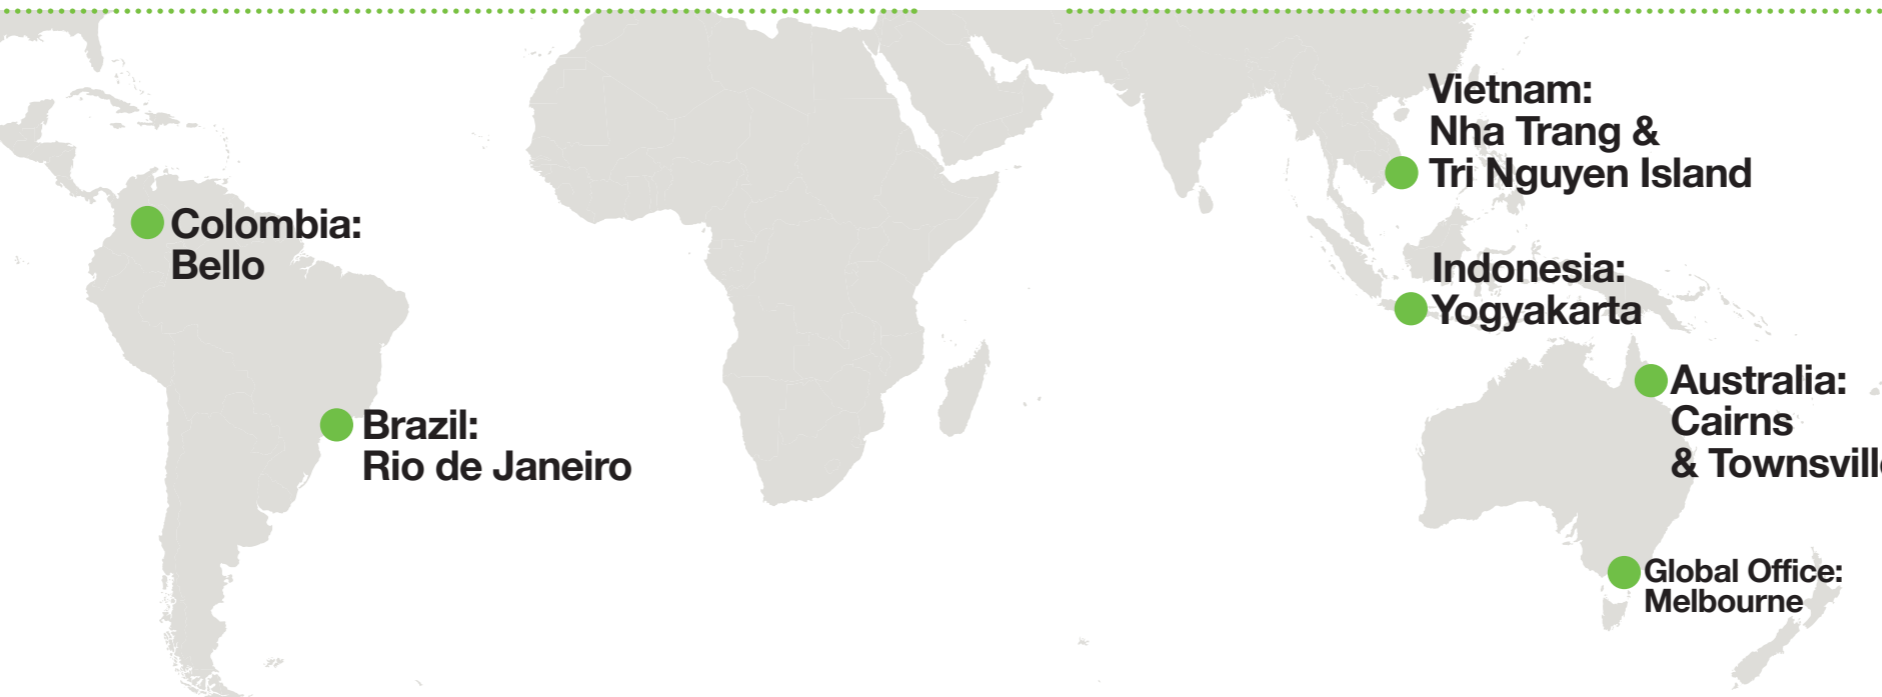 Vietnam:
Nha Trang &
Tri Nguyen Island
Colombia:
Bello
Indonesia:
Yogyakarta
Australia:
Cairns
& Townsville
Brazil:
Rio de Janeiro
Global Office:
Melbourne